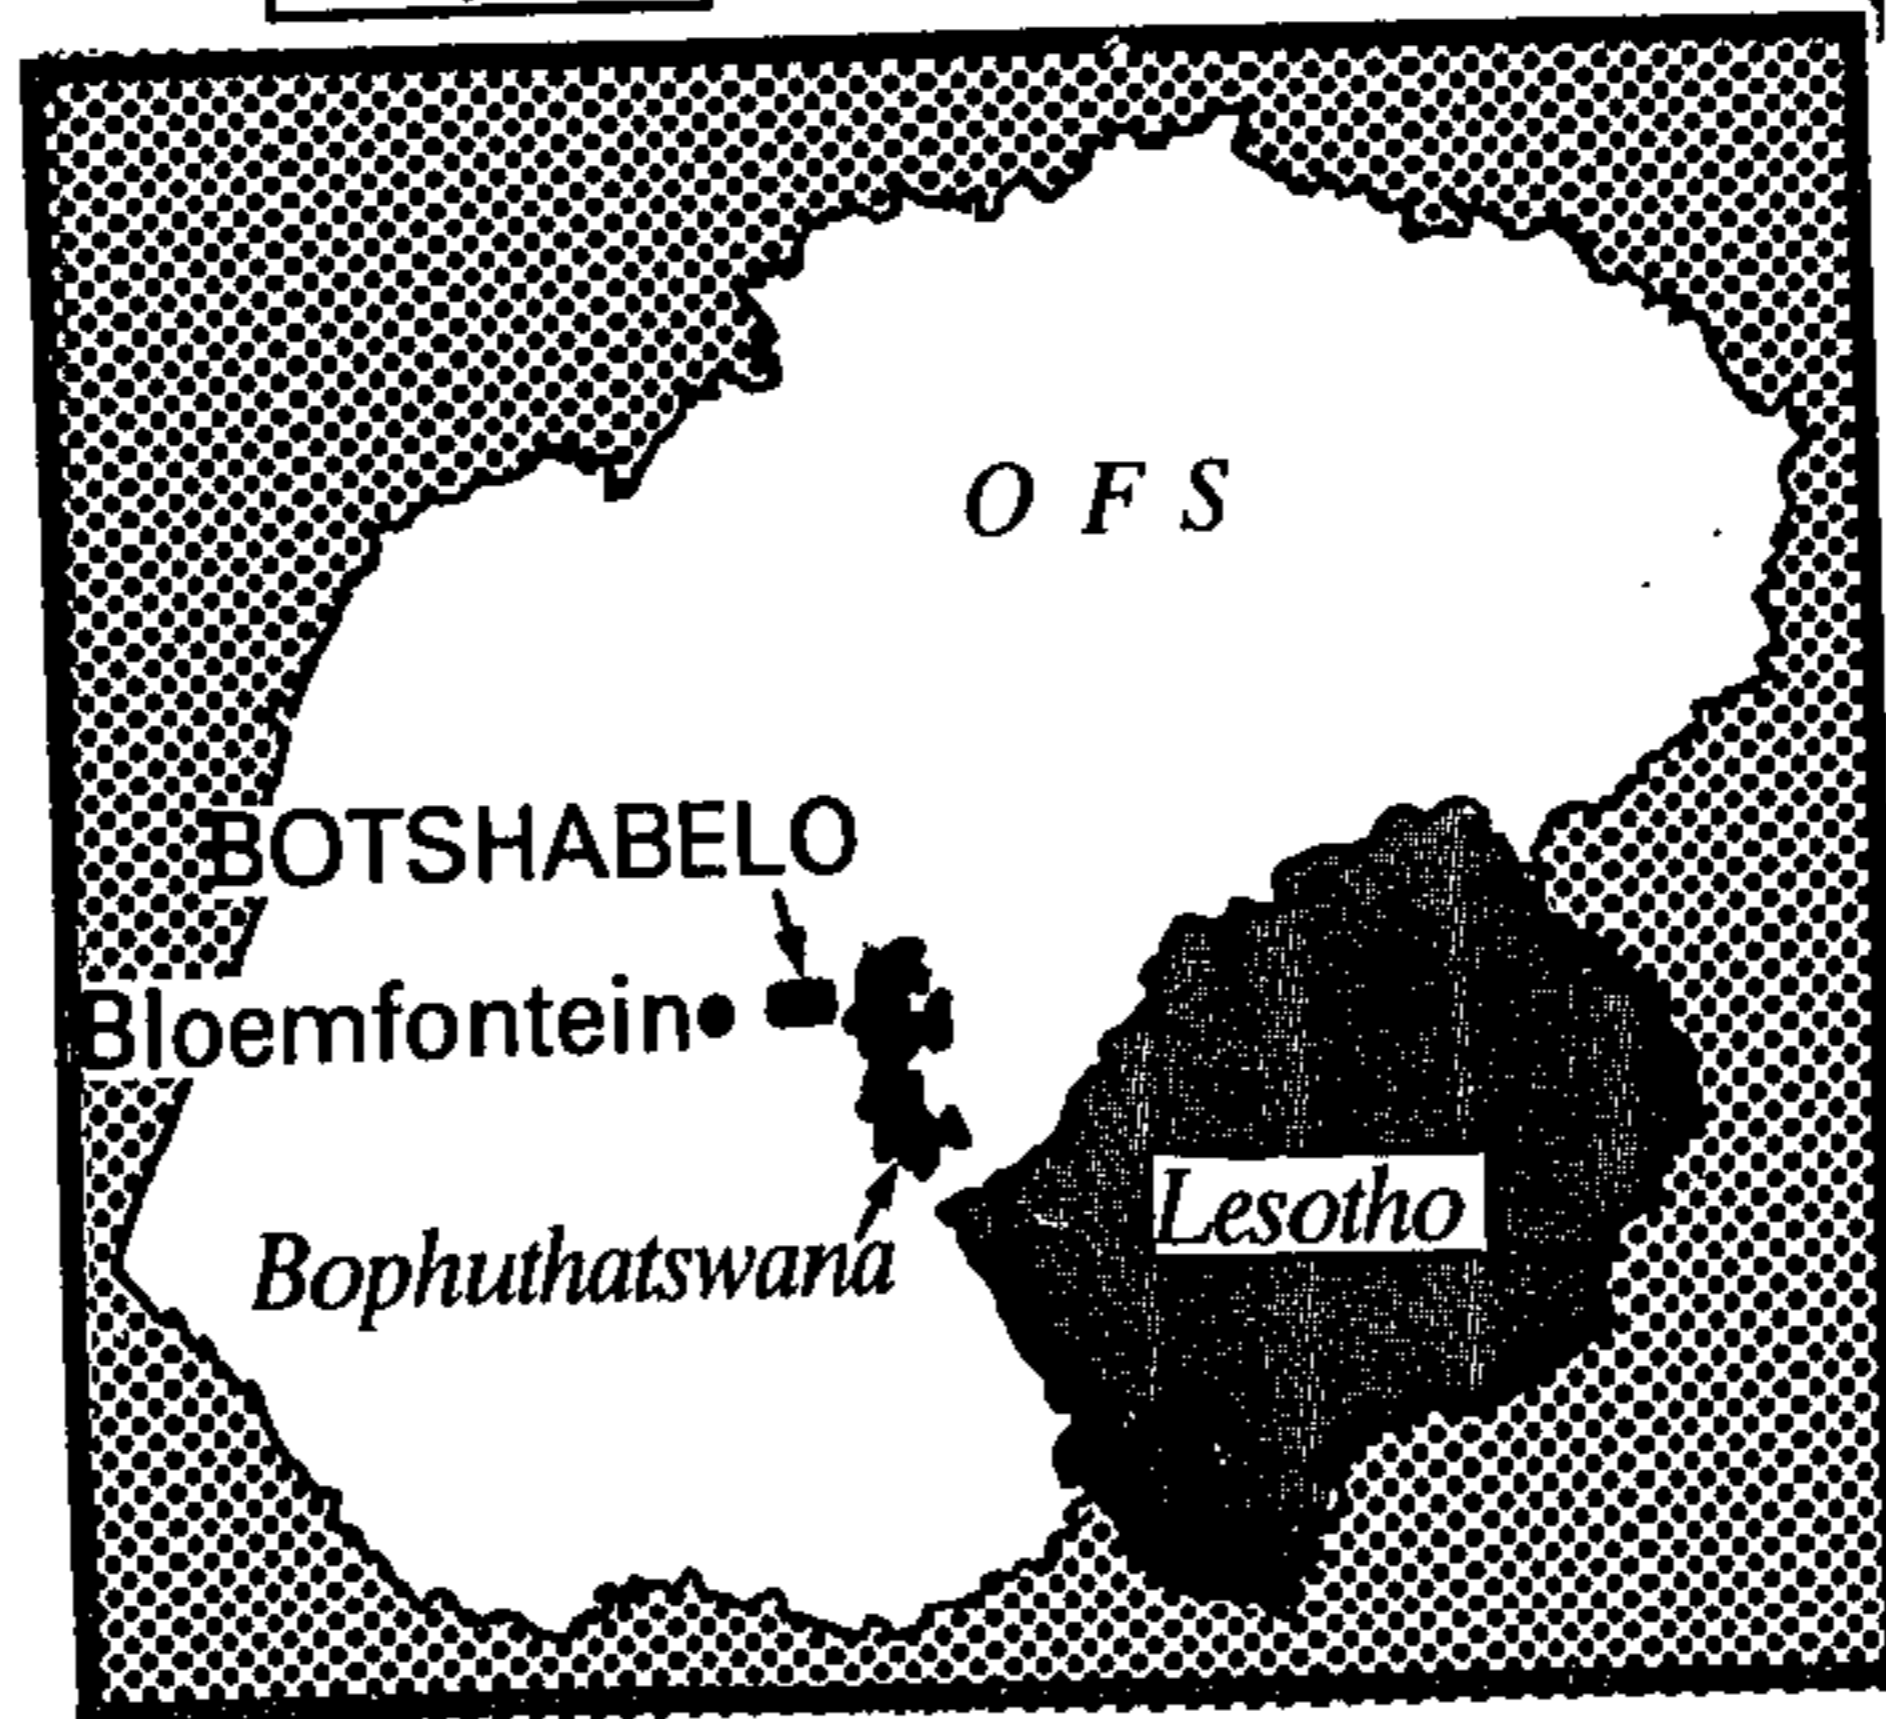 O F S
BOTSHABELO
Bloemfontein
Lesotho
Bophuthatswana